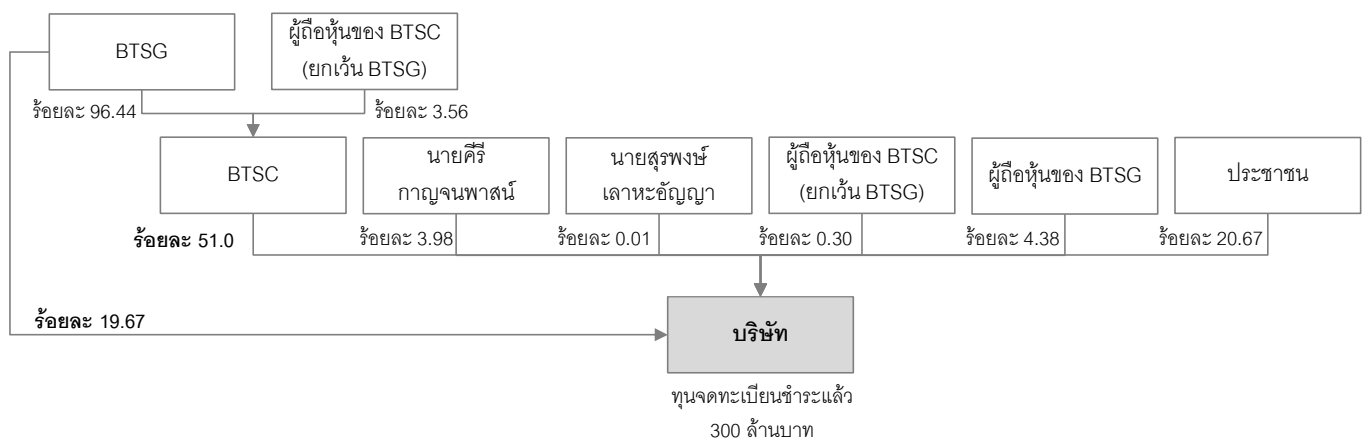 BTSG
ผู้ถือหุ้นของ BTSC
(ยกเว้น BTSG)
ร้อยละ 96.44
ร้อยละ 3.56
BTSC
นายคีรี
กาญจนพาสน์
นายสุรพงษ์
เลาหะอัญญา
ผู้ถือหุ้นของ BTSC
(ยกเว้น BTSG)
ผู้ถือหุ้นของ BTSG
ประชาชน
ร้อยละ 51.0
ร้อยละ 3.98
ร้อยละ 0.01
ร้อยละ 0.30
ร้อยละ 4.38
ร้อยละ 20.67
ร้อยละ 19.67
บริษัท
ทุนจดทะเบียนชำระแล้ว
300 ล้านบาท